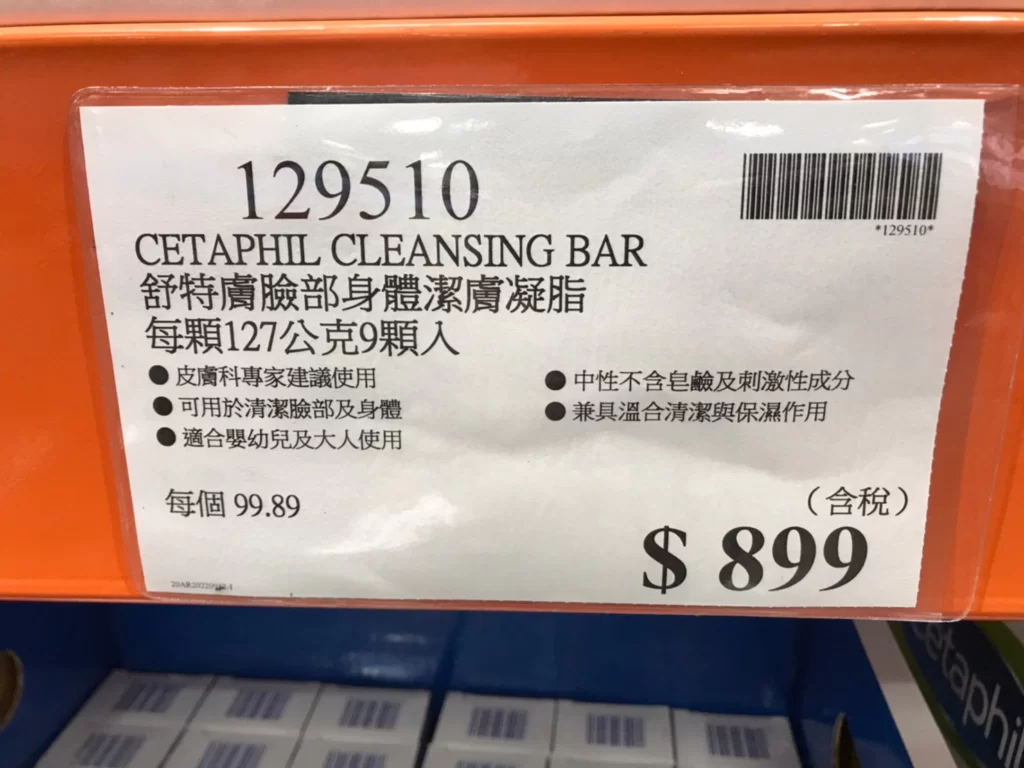 129510
*129510*
CETAPHIL CLEANSING BAR
舒特膚臉部身體潔膚凝脂
每顆127公克9顆入
● 皮膚科專家建議使用
● 可用於清潔臉部及身體
● 適合嬰幼兒及大人使用
● 中性不含皂鹼及刺激性成分
● 兼具溫合清潔與保濕作用
每個 99.89
（含稅）
$ 899
cetaphil